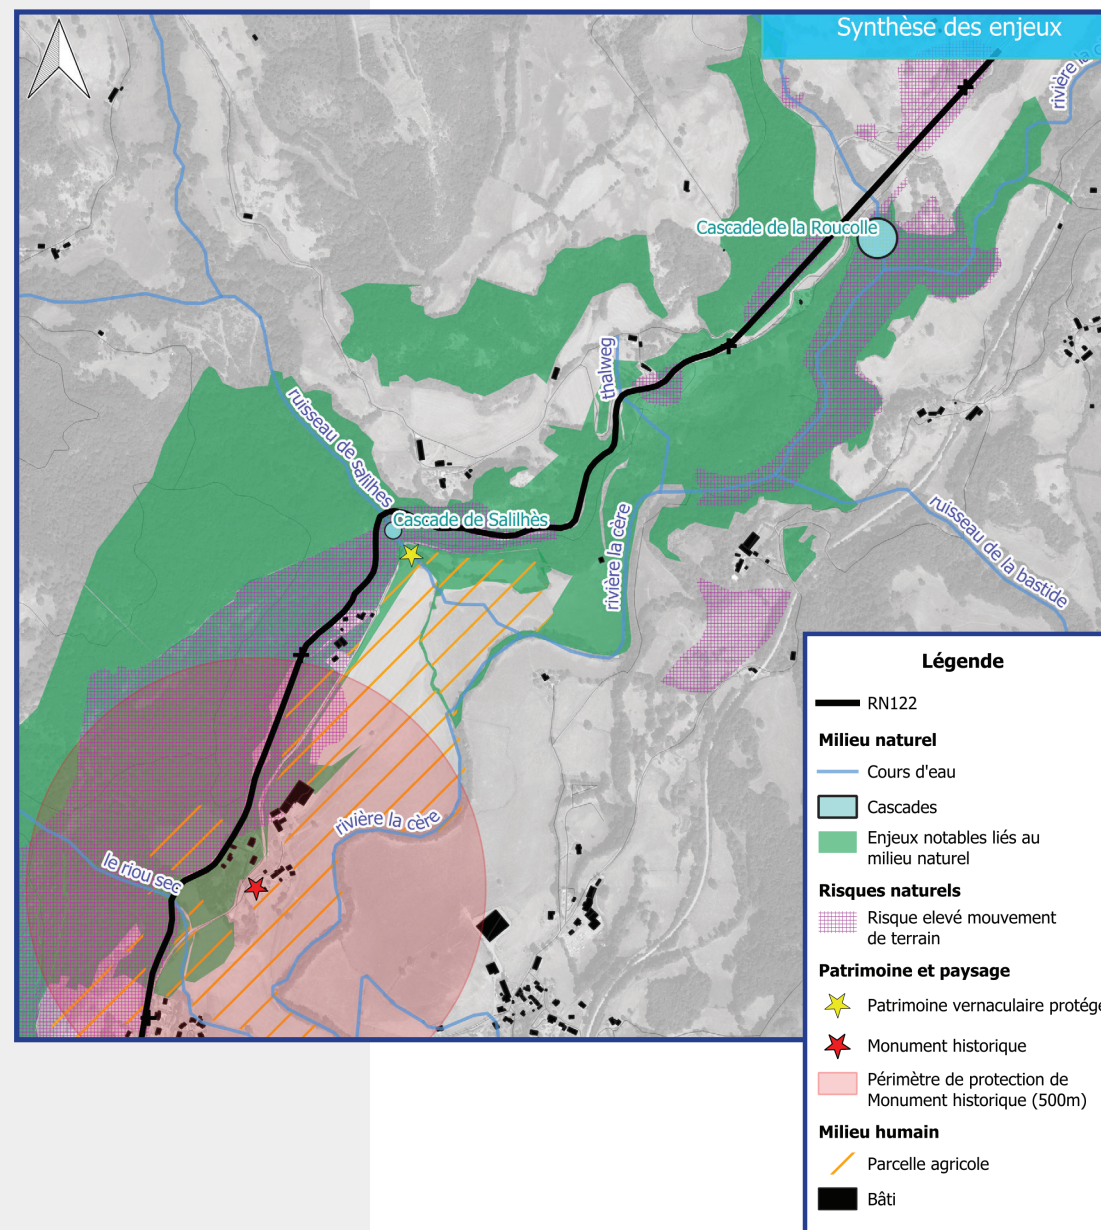 Synthèse des enjeux
rivière la c
Cascade de la Roucolle
thalweg
ruisseau de salilhes
Cascade de Salilhès
rivière la cère
ruisseau de la bastide
rivière la cère
le riou sec
Légende
RN122
Milieu naturel
Cours d'eau
Cascades
Enjeux notables liés au
milieu naturel
Risques naturels
Risque elevé mouvement
de terrain
Patrimoine et paysage
Patrimoine vernaculaire protégé
Monument historique
Périmètre de protection de
Monument historique (500m)
Milieu humain
Parcelle agricole
Bâti